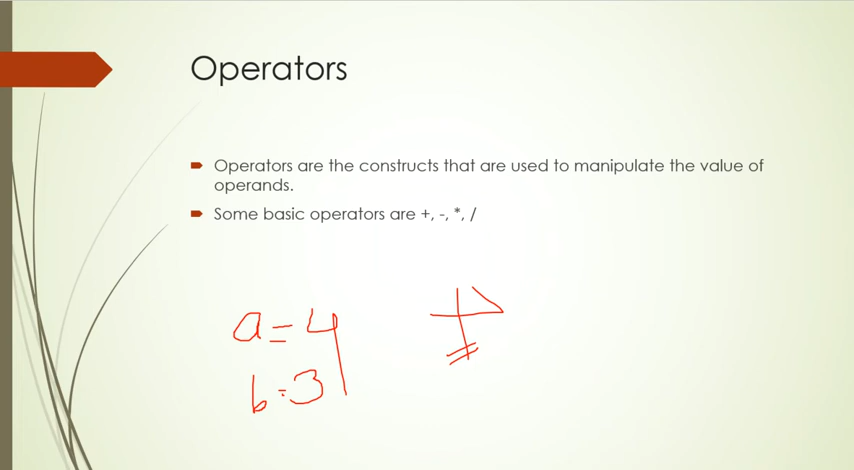 Operators
Operators are the constructs that are used to manipulate the value of
operands.
Some basic operators are +, -, *, /
a = 4
b = 3